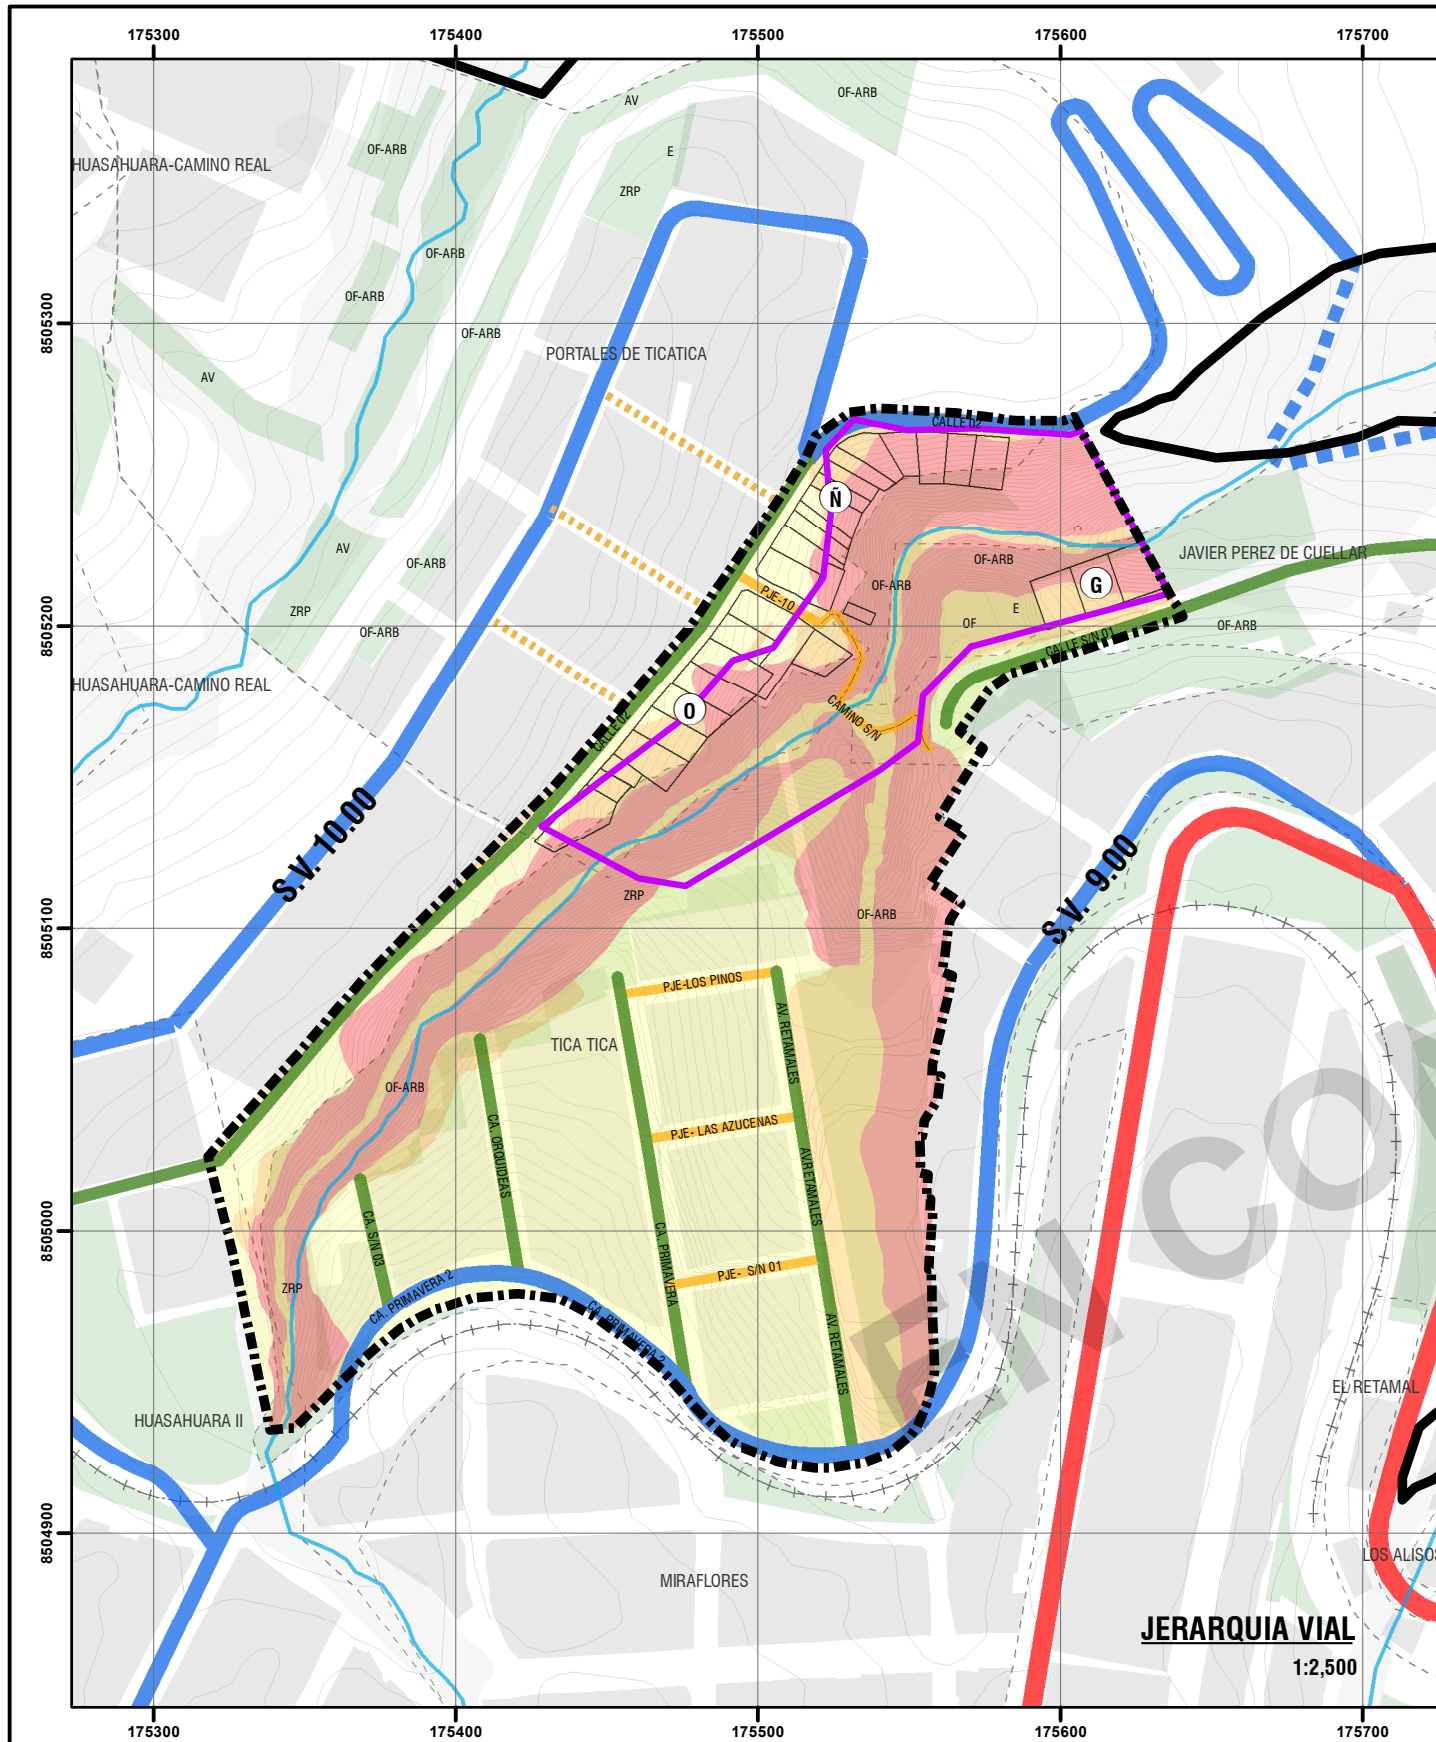 175300
175400
175500
175600
175700
OF-ARB
AV
OF-ARB
HUASAHUARA-CAMINO REAL
E
ZRP
OF-ARB
OF-ARB
8505300
OF-ARB
PORTALES DE TICATICA
AV
CALLE 02
Ñ
AV
OF-ARB
OF-ARB
OF-ARB
JAVIER PEREZ DE CUELLAR
G
PJE-10
ZRP
E
OF
OF-ARB
8505200
OF-ARB
CALLE S/N 01
HUASAHUARA-CAMINO REAL
O
CAMINO S/N
CALLE 02
S.V. 10.00
S.V. 9.00
ZRP
OF-ARB
8505100
PJE-LOS PINOS
AV. RETAMALES
TICA TICA
OF-ARB
PJE- LAS AZUCENAS
CA. ORQUIDEAS
AV.RETAMALES
8505000
CA. S/N 03
CA. PRIMAVERA
PJE- S/N 01
ZRP
CA. PRIMAVERA 2
CA. PRIMAVERA 2
AV. RETAMALES
EN CO
HUASAHUARA II
EL RETAMAL
8504900
LOS ALISOS
MIRAFLORES
JERARQUIA VIAL
1:2,500
175300
175400
175500
175600
175700